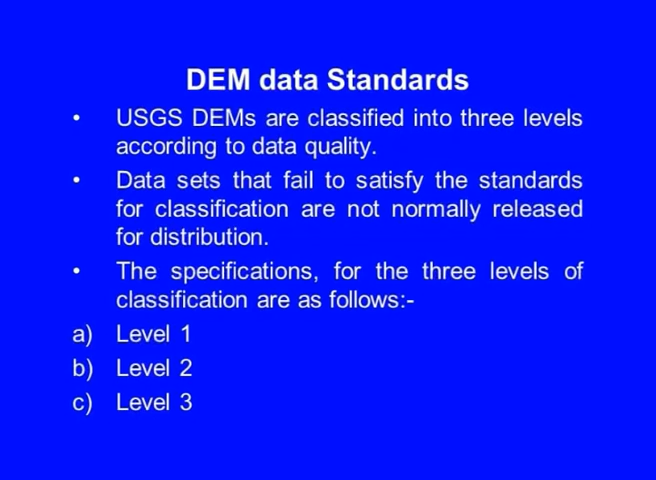 DEM data Standards
• USGS DEMs are classified into three levels
according to data quality.
• Data sets that fail to satisfy the standards
for classification are not normally released
for distribution.
• The specifications, for the three levels of
classification are as follows:-
a) Level 1
b) Level 2
c) Level 3